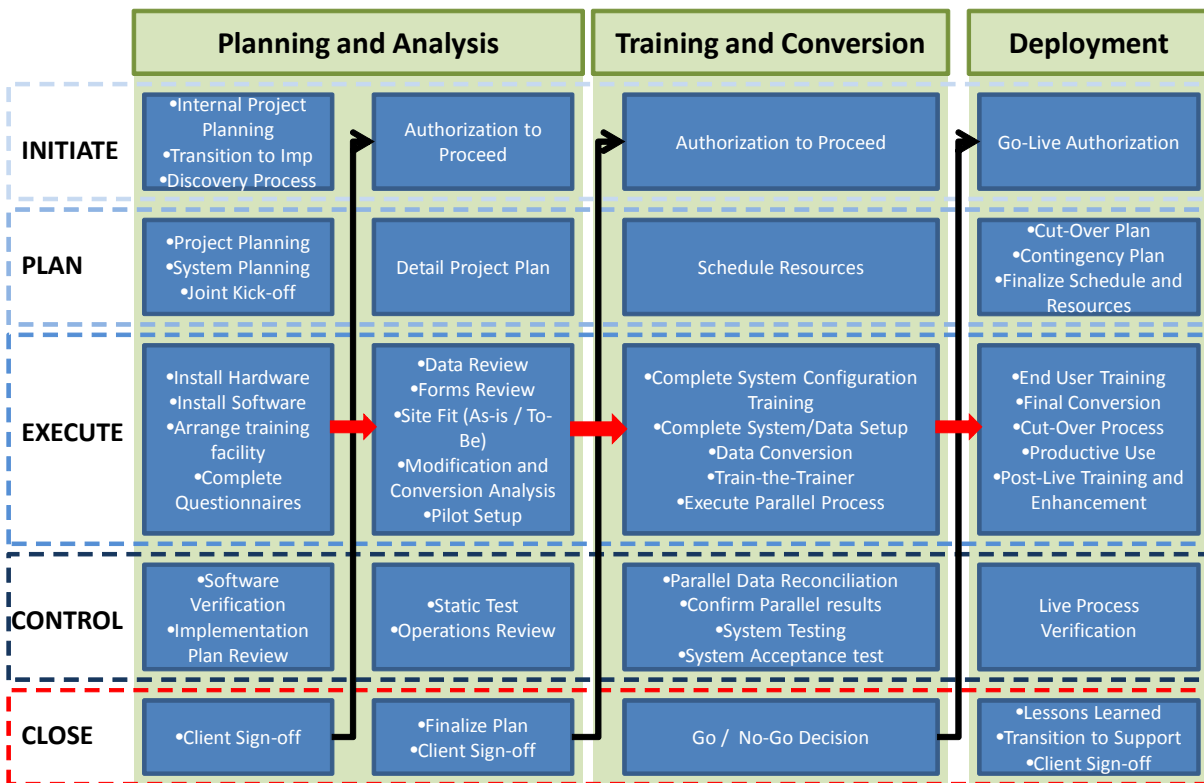 Planning and Analysis
Training and Conversion
Deployment
INITIATE
•Internal Project
Planning
•Transition to Imp
•Discovery Process
Authorization to
Proceed
Authorization to Proceed
Go-Live Authorization
PLAN
•Project Planning
•System Planning
•Joint Kick-off
Detail Project Plan
Schedule Resources
•Cut-Over Plan
•Contingency Plan
•Finalize Schedule and
Resources
EXECUTE
•Install Hardware
•Install Software
•Arrange training
facility
•Complete
Questionnaires
•Data Review
•Forms Review
•Site Fit (As-is / To-
Be)
•Modification and
Conversion Analysis
•Pilot Setup
•Complete System Configuration
Training
•Complete System/Data Setup
•Data Conversion
•Train-the-Trainer
•Execute Parallel Process
•End User Training
•Final Conversion
•Cut-Over Process
•Productive Use
•Post-Live Training and
Enhancement
CONTROL
•Software
Verification
•Implementation
Plan Review
•Static Test
•Operations Review
•Parallel Data Reconciliation
•Confirm Parallel results
•System Testing
•System Acceptance test
Live Process
Verification
CLOSE
•Client Sign-off
•Finalize Plan
•Client Sign-off
Go / No-Go Decision
•Lessons Learned
•Transition to Support
•Client Sign-off